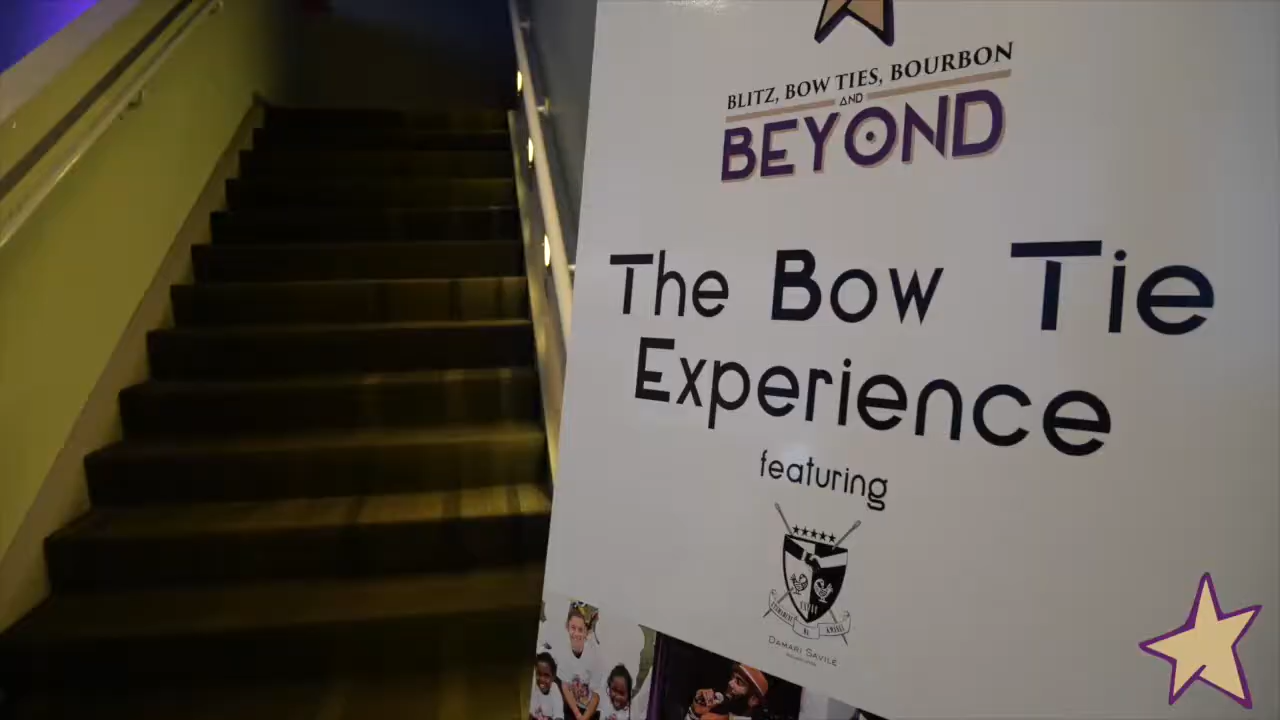 BLITZ, BOW TIES, BOURBON
AND
BEYOND
The Bow Tie
Experience
featuring
DAMARI SAVILE